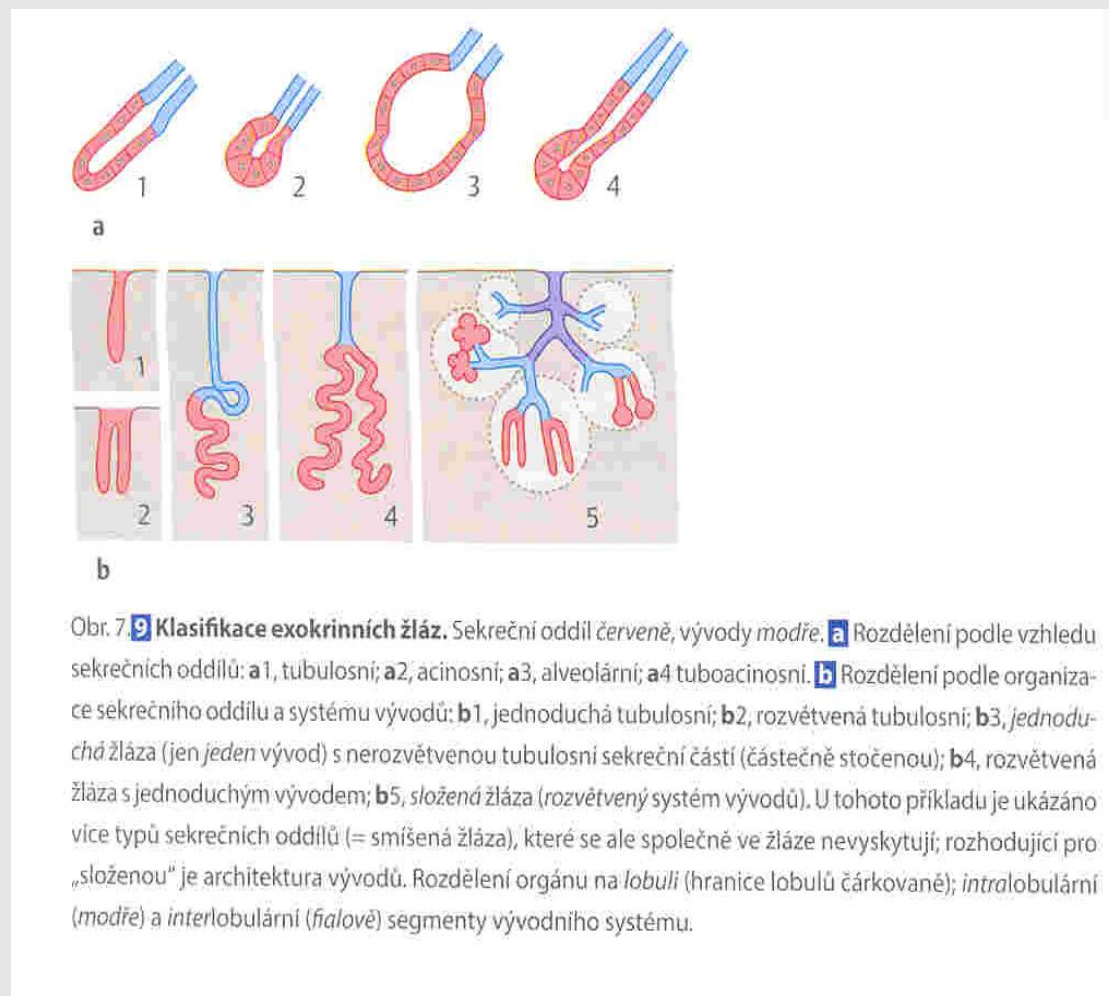 1
2
3
4
a
1
2
3
4
5
b
Obr. 7.9 Klasifikace exokrinních žláz. Sekreční oddíl červeně, vývody modře. a Rozdělení podle vzhledu
sekrečních oddílů: a1, tubulosní; a2, acinosní; a3, alveolární; a4 tuboacinosní. b Rozdělení podle organiza-
ce sekrečního oddílu a systému vývodů: b1, jednoduchá tubulosní; b2, rozvětvená tubulosní; b3, jednodu-
chá žláza (jen jeden vývod) s nerozvětvenou tubulosní sekreční částí (částečně stočenou); b4, rozvětvená
žláza s jednoduchým vývodem; b5, složená žláza (rozvětvený systém vývodů). U tohoto příkladu je ukázáno
více typů sekrečních oddílů (= smíšená žláza), které se ale společně ve žláze nevyskytují; rozhodující pro
„složenou“ je architektura vývodů. Rozdělení orgánu na lobuli (hranice lobulů čárkovaně); intralobulární
(modře) a interlobulární (fialově) segmenty vývodního systému.